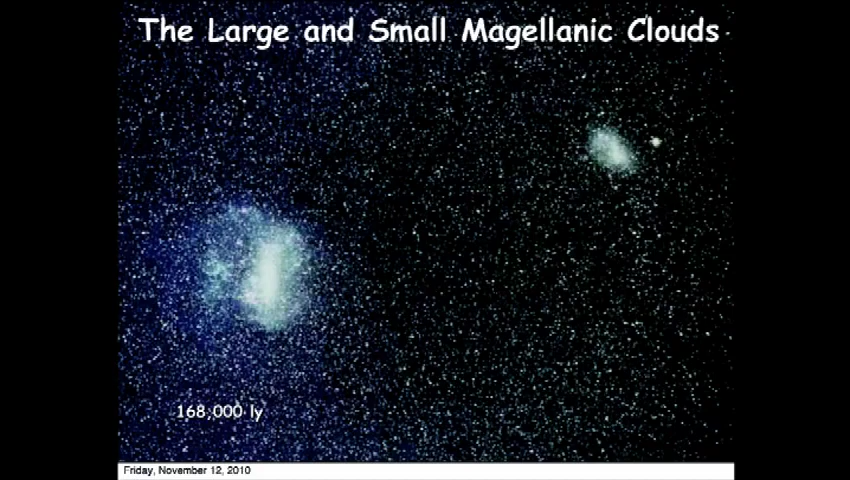 The Large and Small Magellanic Clouds
168,000 ly
Friday, November 12, 2010